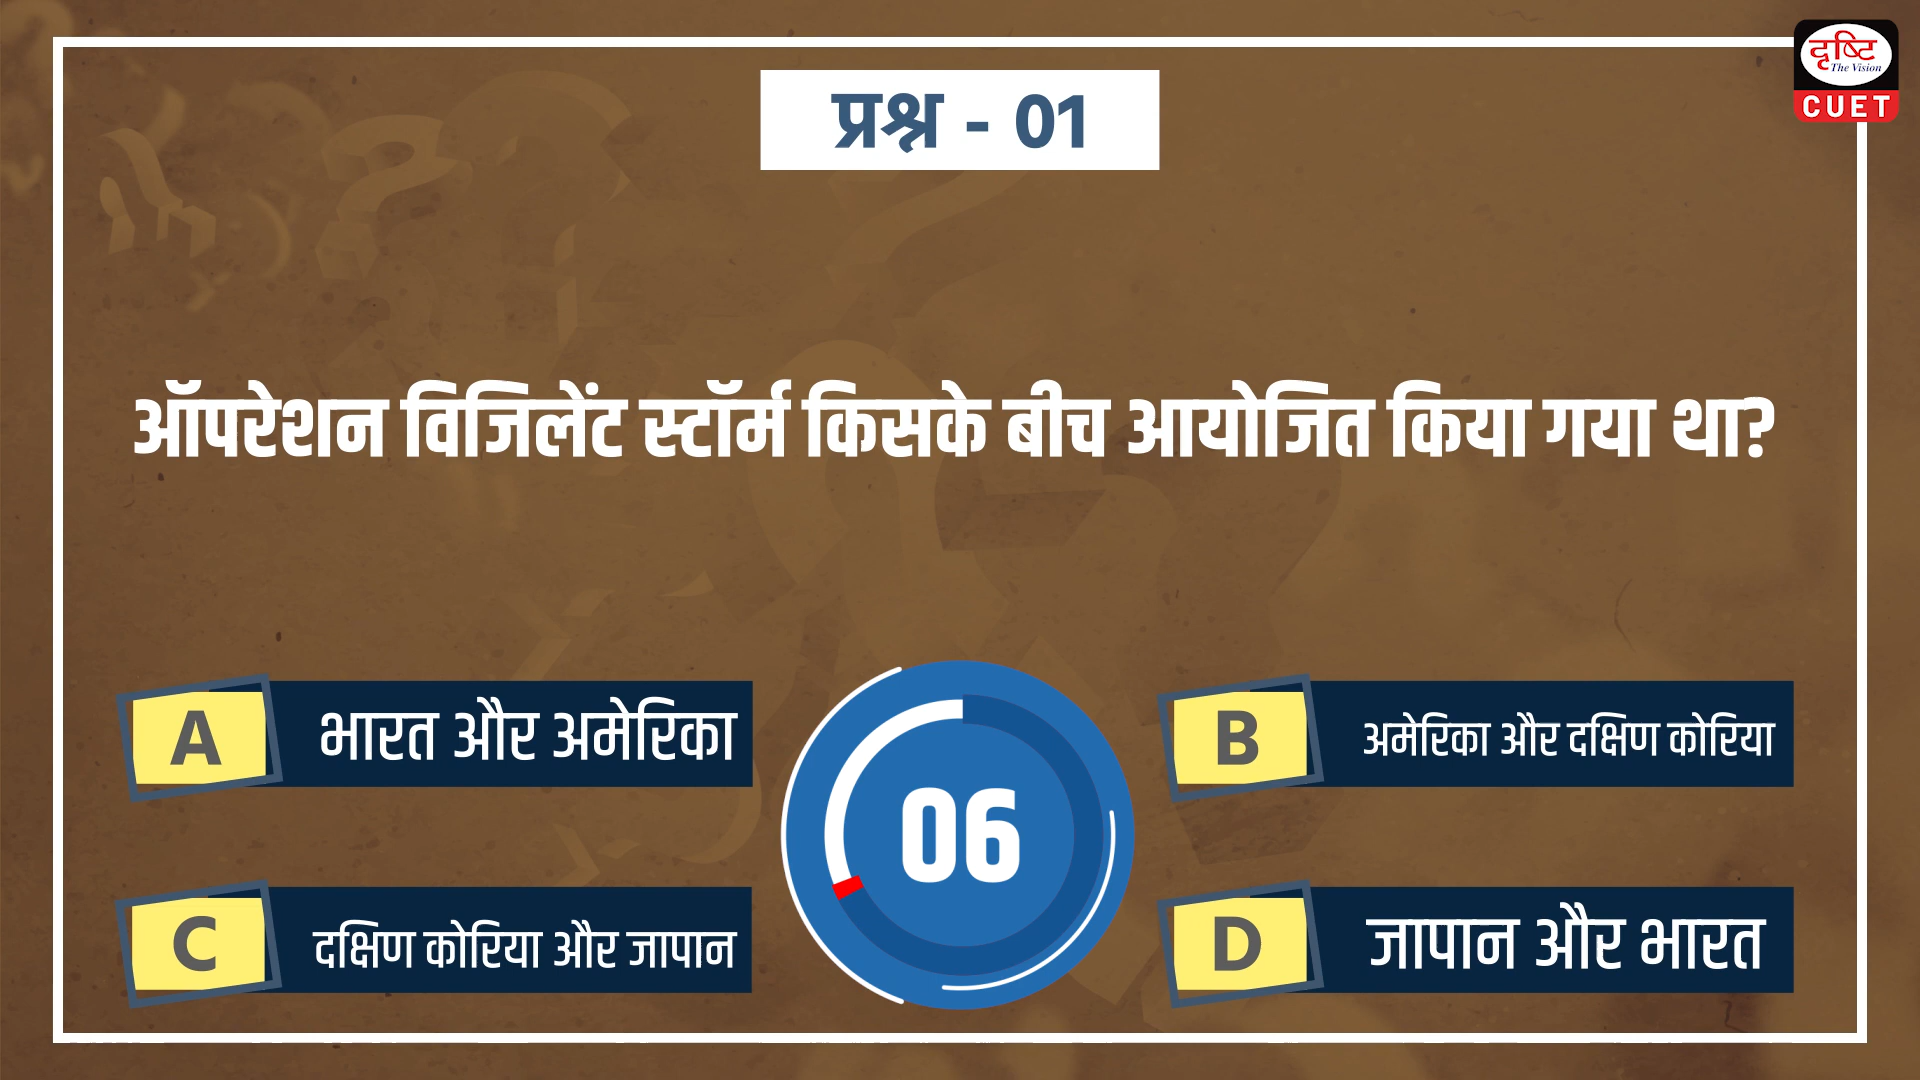 दृष्टि
The Vision
CUET
प्रश्न - 01
ऑपरेशन विजिलेंट स्टॉर्म किसके बीच आयोजित किया गया था?
A भारत और अमेरिका
B अमेरिका और दक्षिण कोरिया
06
C दक्षिण कोरिया और जापान
D जापान और भारत